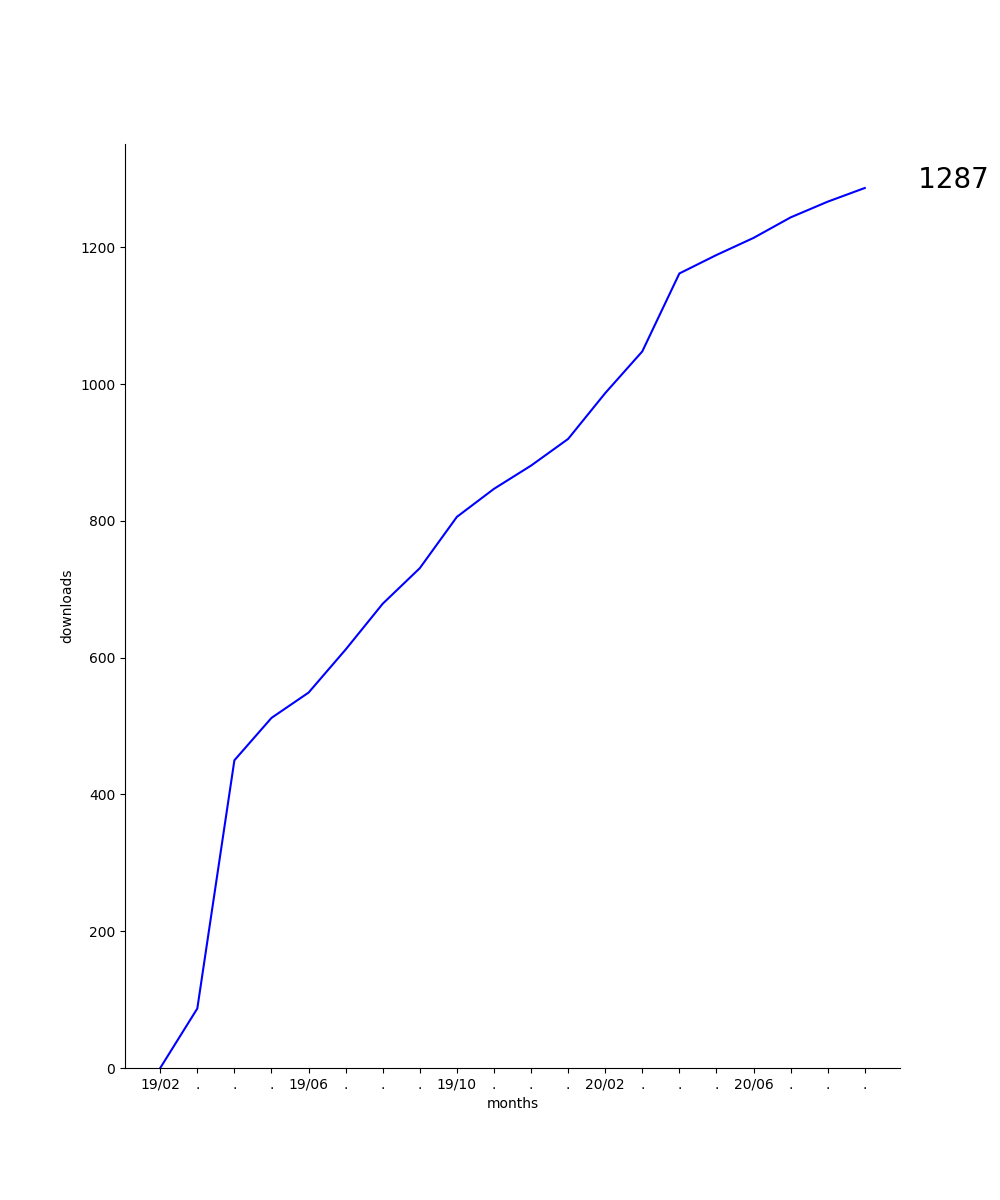 1287
1200
1000
800
downloads
600
400
200
0
19/02 . . . 19/06 . . . 19/10 . . . 20/02 . . . 20/06 . . .
months